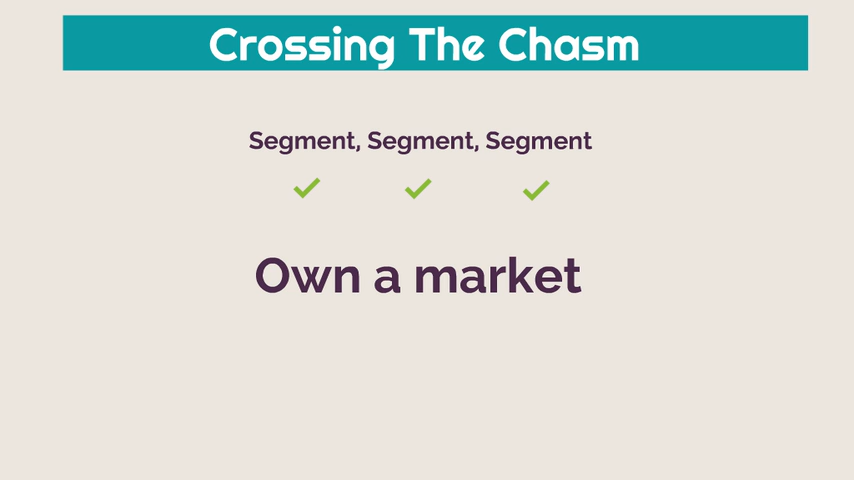 Crossing The Chasm
Segment, Segment, Segment
Own a market